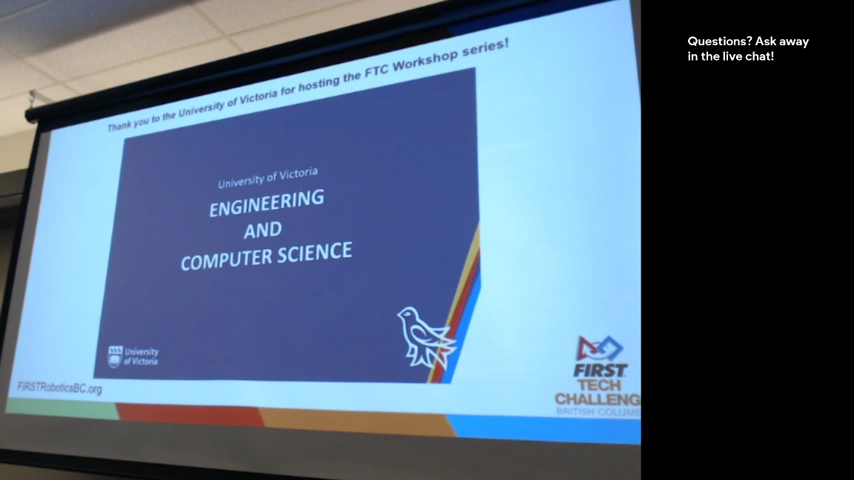 Thank you to the University of Victoria for hosting the FTC Workshop series!
University of Victoria
ENGINEERING
AND
COMPUTER SCIENCE
University
of Victoria
FIRSTRoboticsBC.org
FIRST
TECH
CHALLENG
BRITISH COLUM
Questions? Ask away
in the live chat!